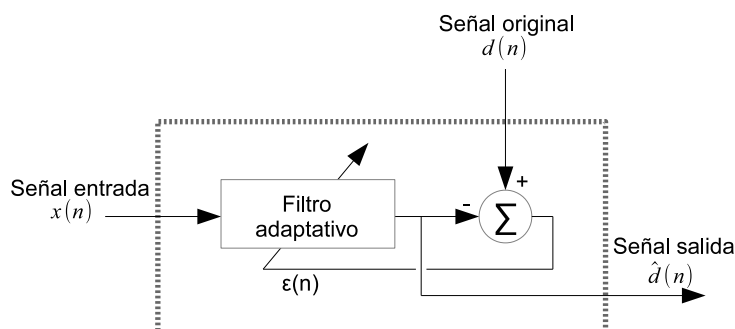 Señal original
d(n)
Señal entrada
x(n)
Filtro
adaptativo
+
-
Σ
ε(n)
Señal salida
d̂(n)